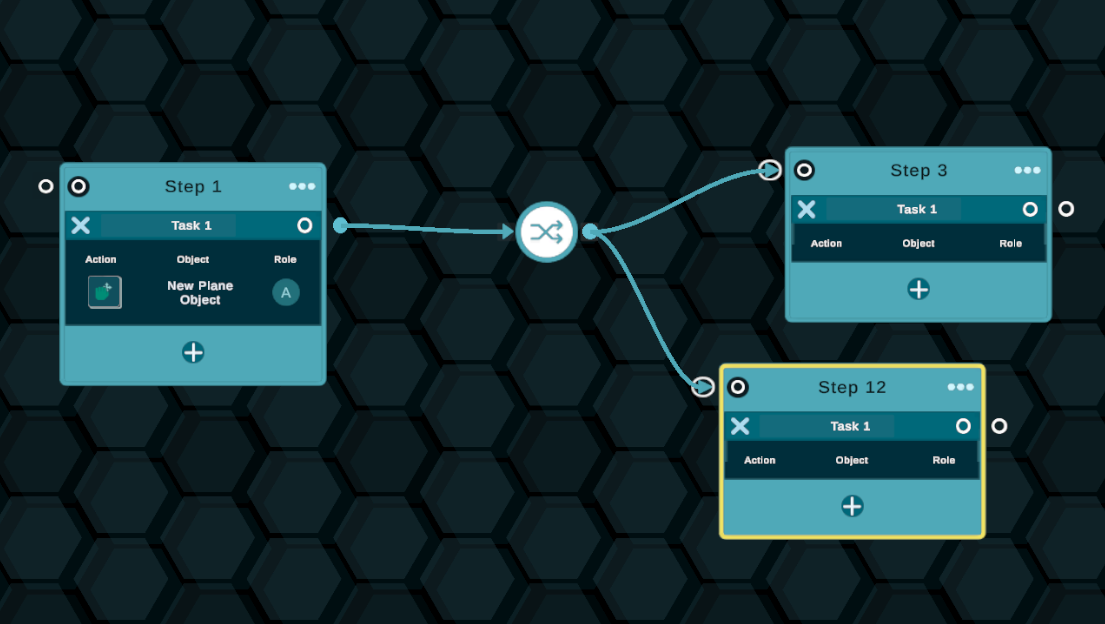 Step 1
Task 1
Action Object Role
New Plane
Object
A
Step 3
Task 1
Action Object Role
Step 12
Task 1
Action Object Role